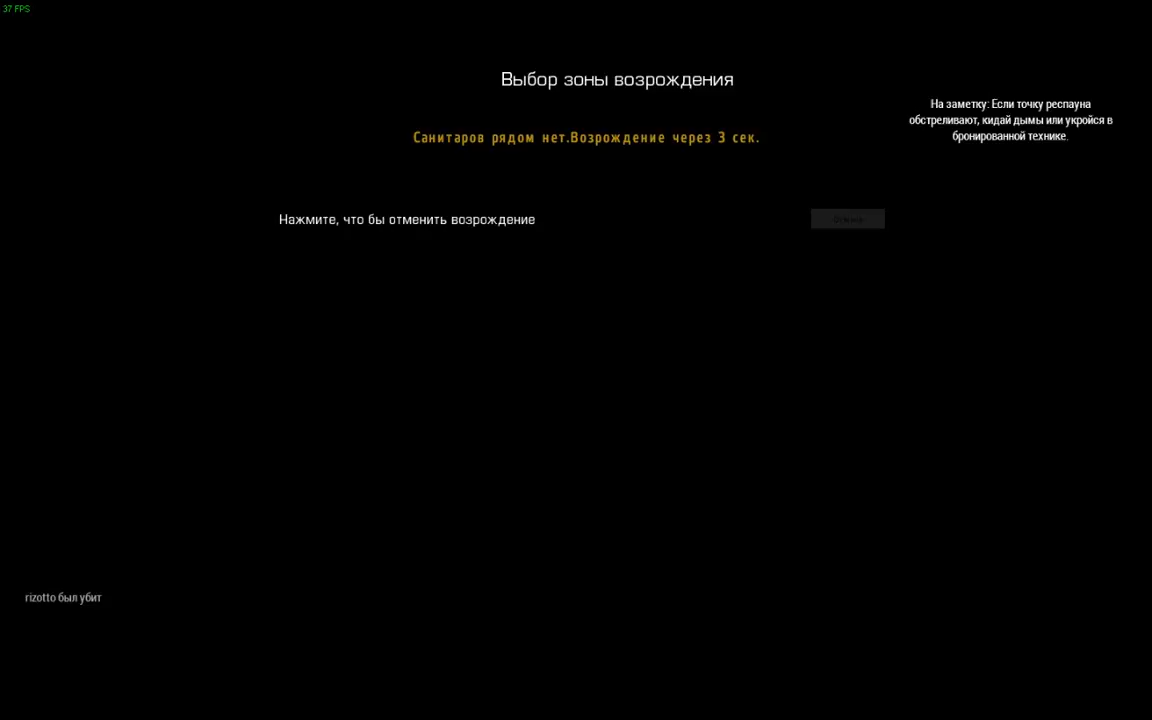 37 FPS
Выбор зоны возрождения
На заметку: Если точку респауна
обстреливают, кидай дымы или укройся в
бронированной технике.
Санитаров рядом нет.Возрождение через 3 сек.
Нажмите, что бы отменить возрождение
rizotto был убит